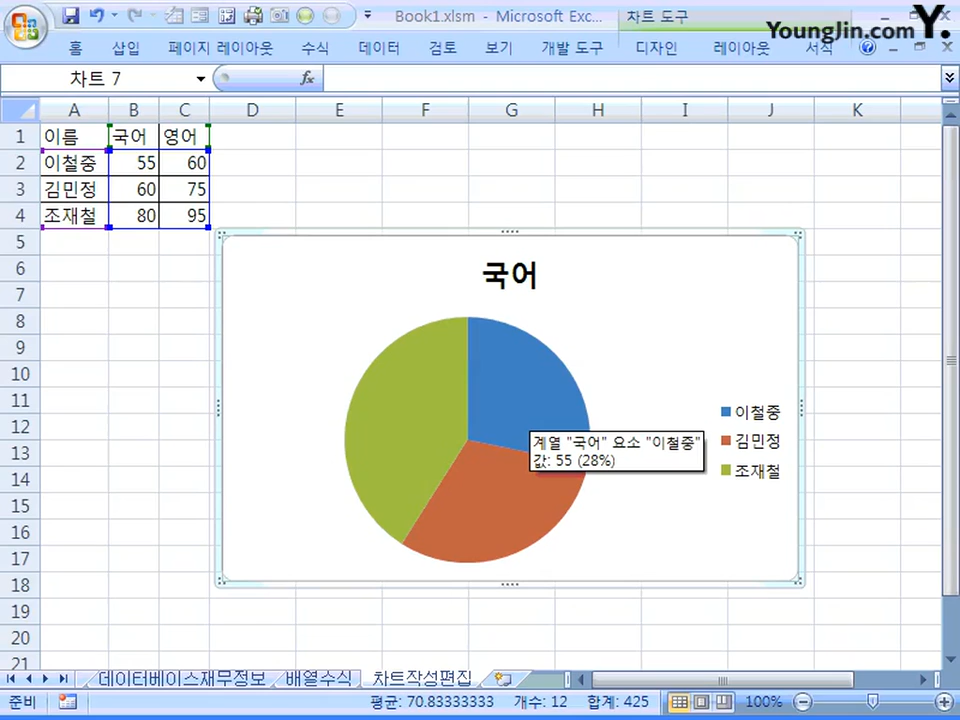 Book1.xlsm - Microsoft Exc...
차트 도구
YoungJin.com Y.
홈
삽입
페이지 레이아웃
수식
데이터
검토
보기
개발 도구
디자인
레이아웃
서식
차트 7
fx
A B C D E F G H I J K
1 이름 국어 영어
2 이철중 55 60
3 김민정 60 75
4 조재철 80 95
5
6
7
8
9
10
11
12
13
14
15
16
17
18
19
20
21
국어
이철중
김민정
조재철
계열 "국어" 요소 "이철중"
값: 55 (28%)
데이터베이스재무정보
배열수식
차트작성편집
준비
평균: 70.83333333
개수: 12
합계: 425
100%